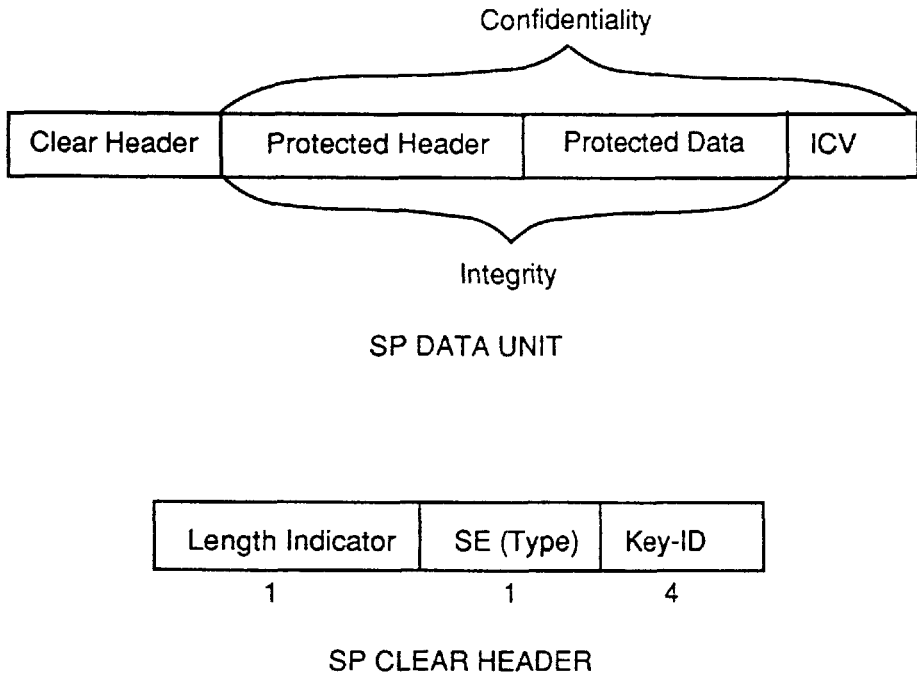 Confidentiality
Clear Header Protected Header Protected Data ICV
Integrity
SP DATA UNIT
Length Indicator SE (Type) Key-ID
1 1 4
SP CLEAR HEADER